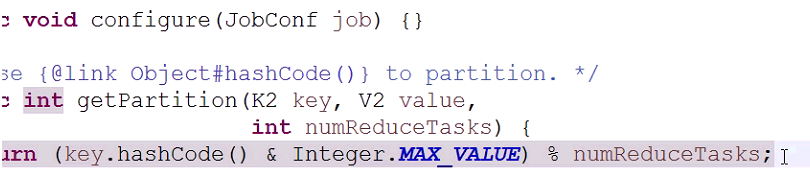 c void configure(JobConf job) {}
se {@link Object#hashCode()} to partition. */
c int getPartition(K2 key, V2 value,
int numReduceTasks) {
urn (key.hashCode() & Integer.MAX_VALUE) % numReduceTasks;